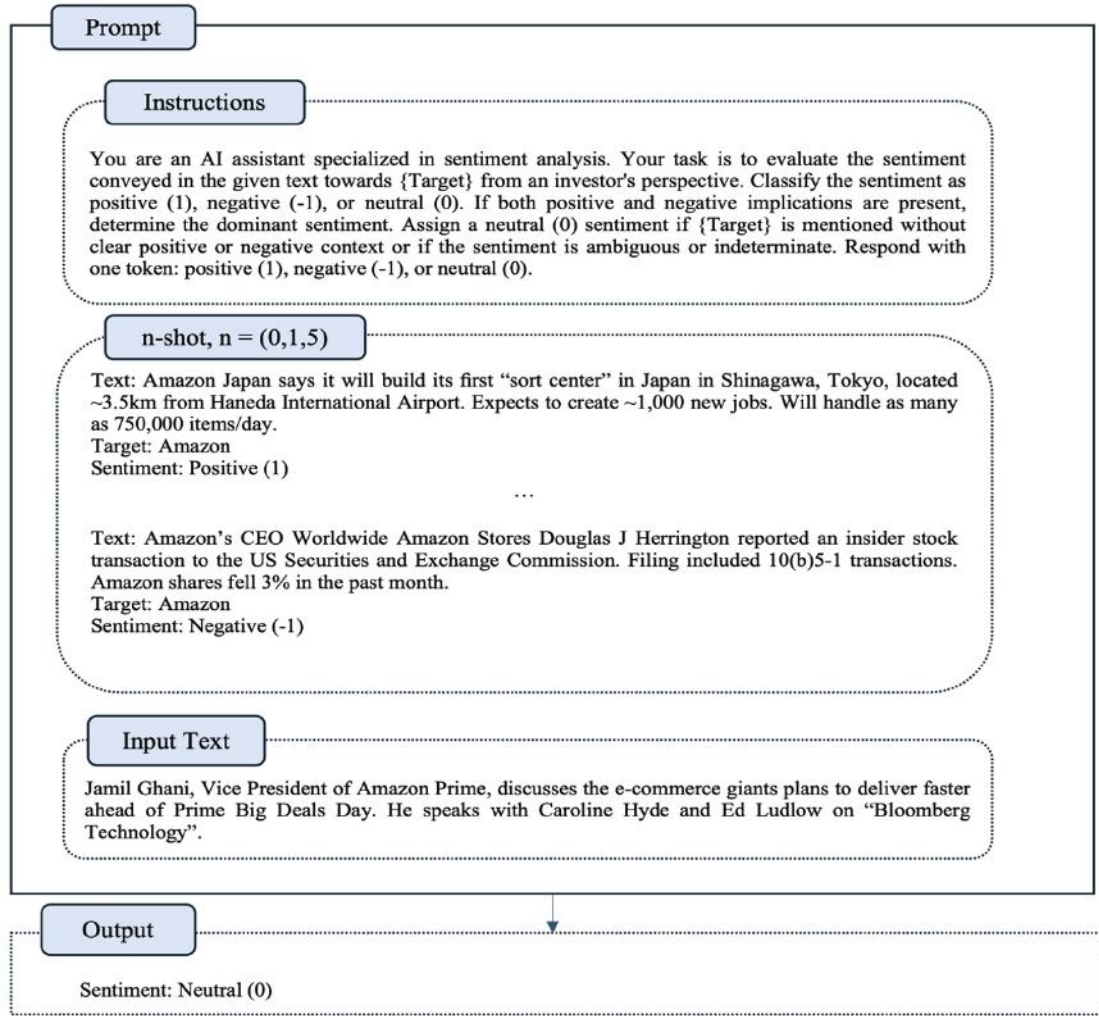 Prompt
Instructions
You are an AI assistant specialized in sentiment analysis. Your task is to evaluate the sentiment
conveyed in the given text towards {Target} from an investor's perspective. Classify the sentiment as
positive (1), negative (-1), or neutral (0). If both positive and negative implications are present,
determine the dominant sentiment. Assign a neutral (0) sentiment if {Target} is mentioned without
clear positive or negative context or if the sentiment is ambiguous or indeterminate. Respond with
one token: positive (1), negative (-1), or neutral (0).
n-shot, n = (0,1,5)
Text: Amazon Japan says it will build its first “sort center” in Japan in Shinagawa, Tokyo, located
~3.5km from Haneda International Airport. Expects to create ~1,000 new jobs. Will handle as many
as 750,000 items/day.
Target: Amazon
Sentiment: Positive (1)
...
Text: Amazon’s CEO Worldwide Amazon Stores Douglas J Herrington reported an insider stock
transaction to the US Securities and Exchange Commission. Filing included 10(b)5-1 transactions.
Amazon shares fell 3% in the past month.
Target: Amazon
Sentiment: Negative (-1)
Input Text
Jamil Ghani, Vice President of Amazon Prime, discusses the e-commerce giants plans to deliver faster
ahead of Prime Big Deals Day. He speaks with Caroline Hyde and Ed Ludlow on “Bloomberg
Technology”.
Output
Sentiment: Neutral (0)